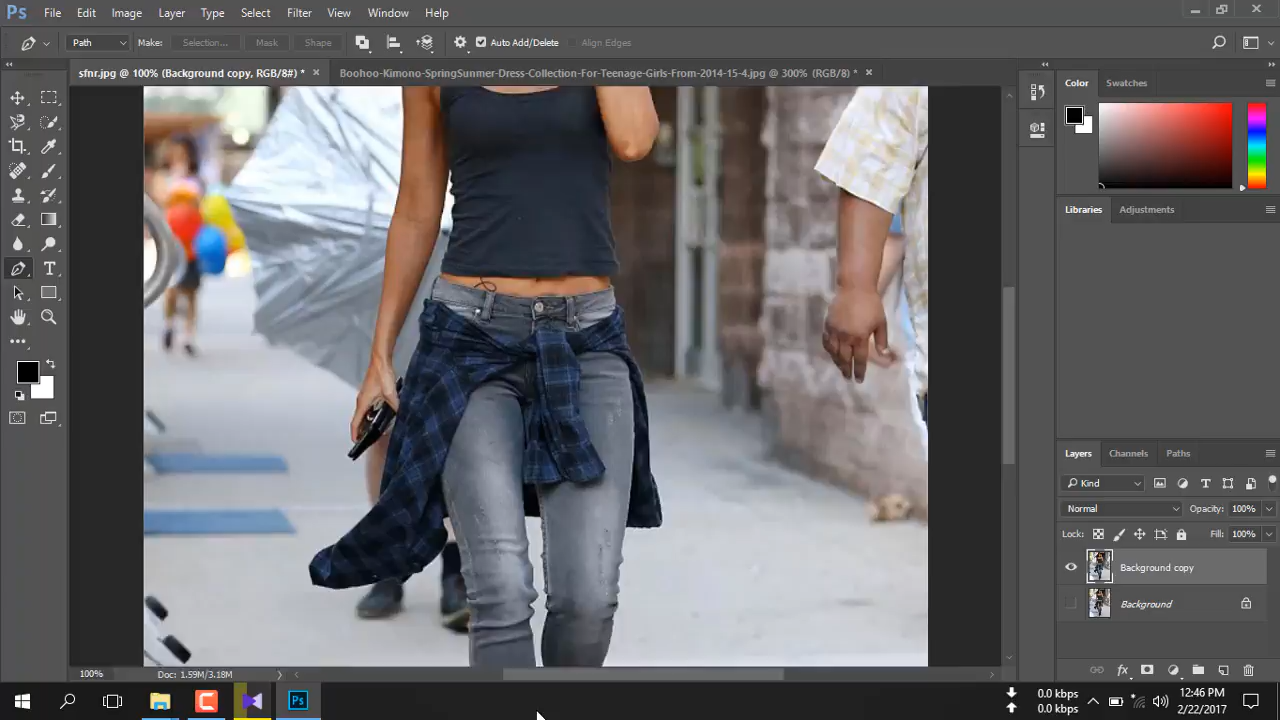 Ps File Edit Image Layer Type Select Filter 3D View Window Help
Path Make: Selection... Mask Shape Auto Add/Delete Align Edges
sfnr.jpg @ 100% (Background copy, RGB/8#) * × Boohoo-Kimono-SpringSummer-Dress-Collection-For-Teenage-Girls-From-2014-15-4.jpg @ 300% (RGB/8) * ×
Color Swatches
Libraries Adjustments
Layers Channels Paths
Kind
Normal Opacity: 100%
Lock: Fill: 100%
Background copy
Background
100% Doc: 1.59M/3.18M
Ps
0.0 kbps
0.0 kbps
12:46 PM
2/22/2017